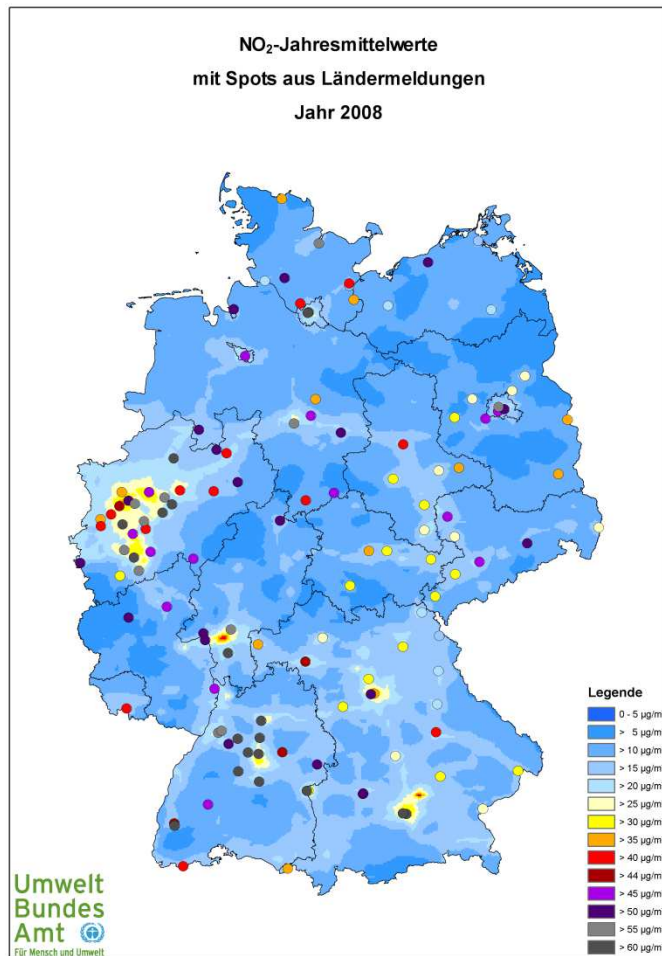 NO₂-Jahresmittelwerte
mit Spots aus Ländermeldungen
Jahr 2008
Legende
0 - 5 µg/m
> 5 µg/m
> 10 µg/m
> 15 µg/m
> 20 µg/m
> 25 µg/m
> 30 µg/m
> 35 µg/m
> 40 µg/m
> 44 µg/m
> 45 µg/m
> 50 µg/m
> 55 µg/m
> 60 µg/m
Umwelt
Bundes
Amt
Für Mensch und Umwelt